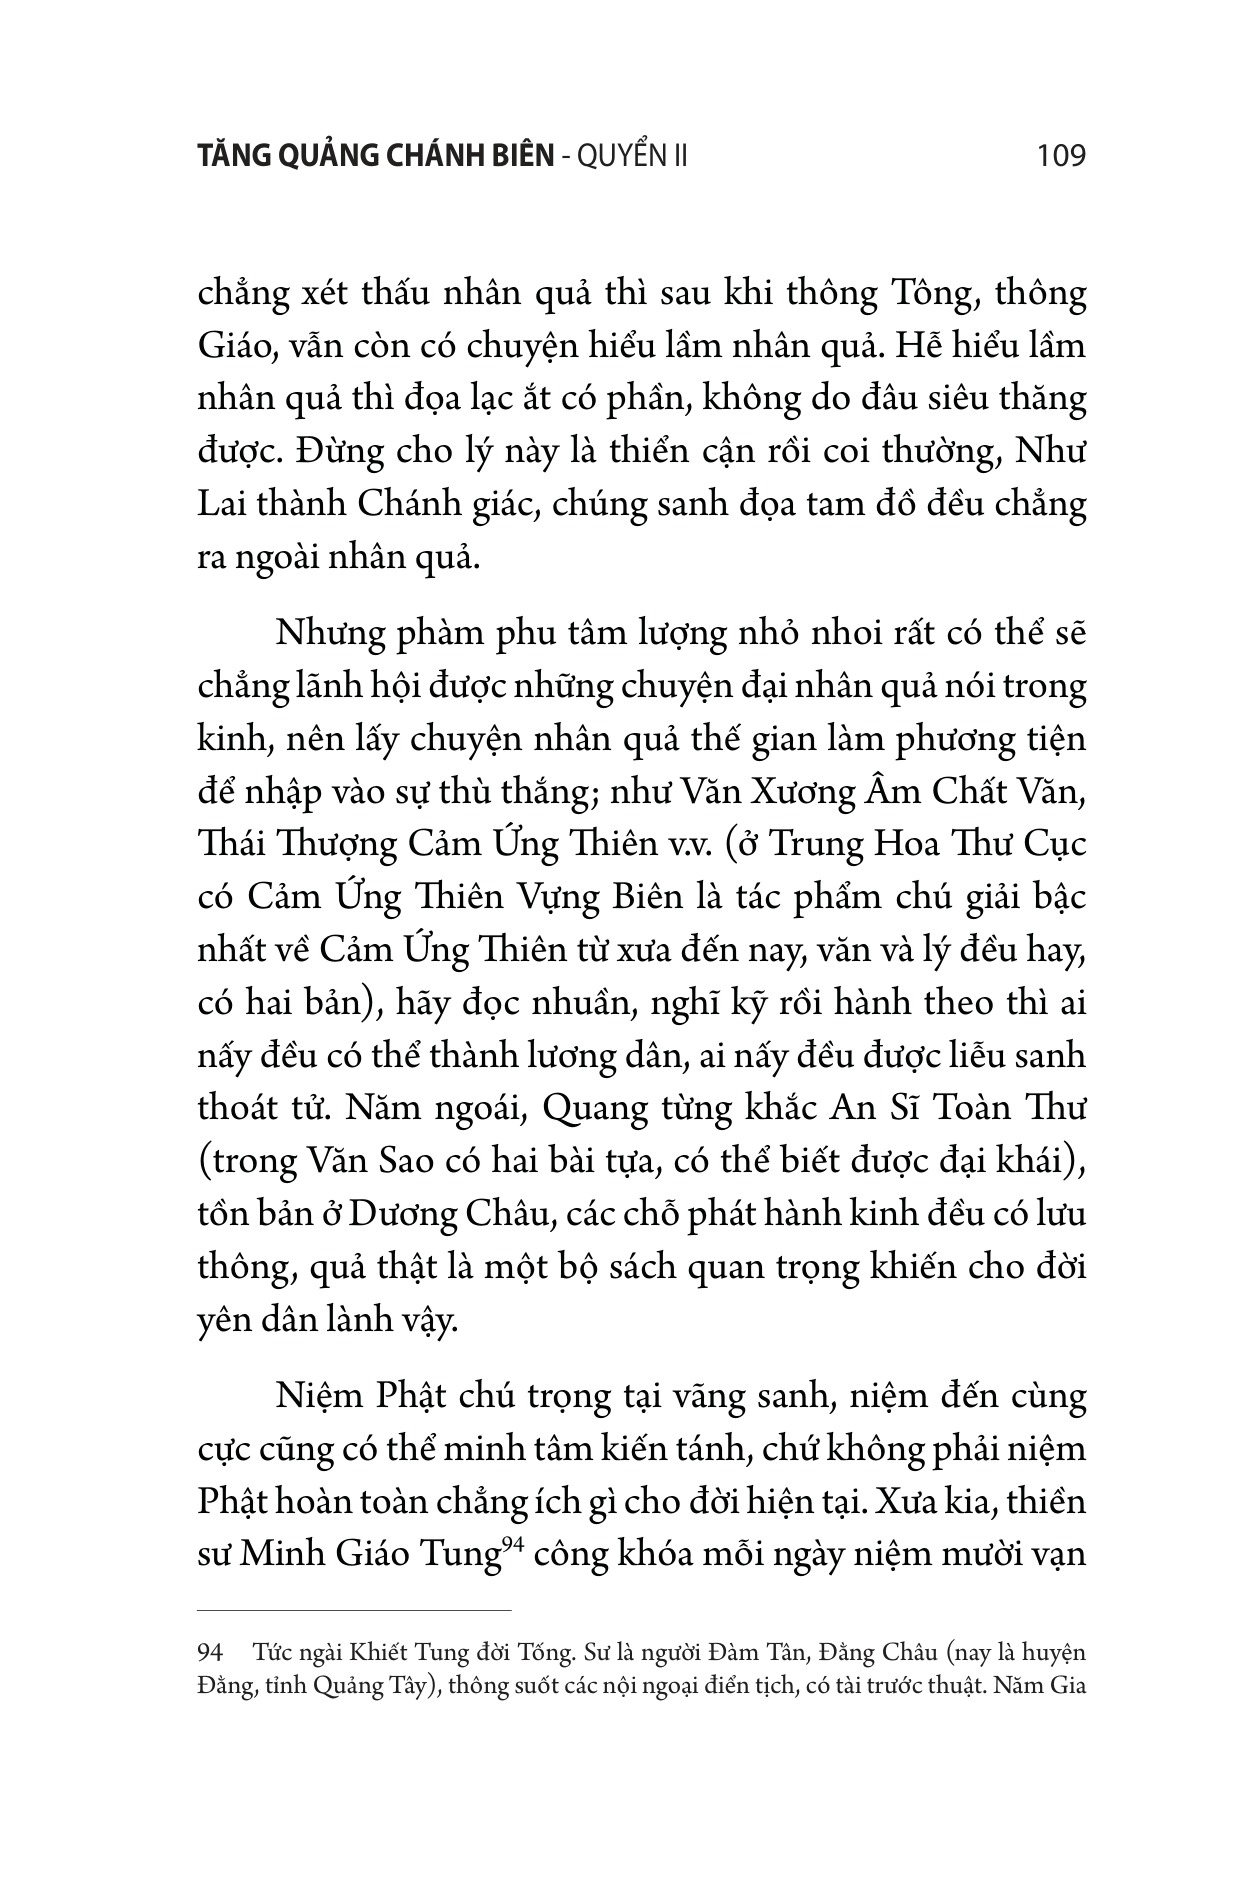 TĂNG QUẢNG CHÁNH BIÊN - QUYỂN II 109
chẳng xét thấu nhân quả thì sau khi thông Tông, thông
Giáo, vẫn còn có chuyện hiểu lầm nhân quả. Hễ hiểu lầm
nhân quả thì đọa lạc ắt có phần, không do đâu siêu thăng
được. Đừng cho lý này là thiển cận rồi coi thường, Như
Lai thành Chánh giác, chúng sanh đọa tam đồ đều chẳng
ra ngoài nhân quả.
Nhưng phàm phu tâm lượng nhỏ nhoi rất có thể sẽ
chẳng lãnh hội được những chuyện đại nhân quả nói trong
kinh, nên lấy chuyện nhân quả thế gian làm phương tiện
để nhập vào sự thù thắng; như Văn Xương Âm Chất Văn,
Thái Thượng Cảm Ứng Thiên v.v. (ở Trung Hoa Thư Cục
có Cảm Ứng Thiên Vựng Biên là tác phẩm chú giải bậc
nhất về Cảm Ứng Thiên từ xưa đến nay, văn và lý đều hay,
có hai bản), hãy đọc nhuần, nghĩ kỹ rồi hành theo thì ai
nấy đều có thể thành lương dân, ai nấy đều được liễu sanh
thoát tử. Năm ngoái, Quang từng khắc An Sĩ Toàn Thư
(trong Văn Sao có hai bài tựa, có thể biết được đại khái),
tồn bản ở Dương Châu, các chỗ phát hành kinh đều có lưu
thông, quả thật là một bộ sách quan trọng khiến cho đời
yên dân lành vậy.
Niệm Phật chú trọng tại vãng sanh, niệm đến cùng
cực cũng có thể minh tâm kiến tánh, chứ không phải niệm
Phật hoàn toàn chẳng ích gì cho đời hiện tại. Xưa kia, thiền
sư Minh Giáo Tung94 công khóa mỗi ngày niệm mười vạn
94 Tức ngài Khiết Tung đời Tống. Sư là người Đàm Tân, Đằng Châu (nay là huyện
Đằng, tỉnh Quảng Tây), thông suốt các nội ngoại điển tịch, có tài trước thuật. Năm Gia